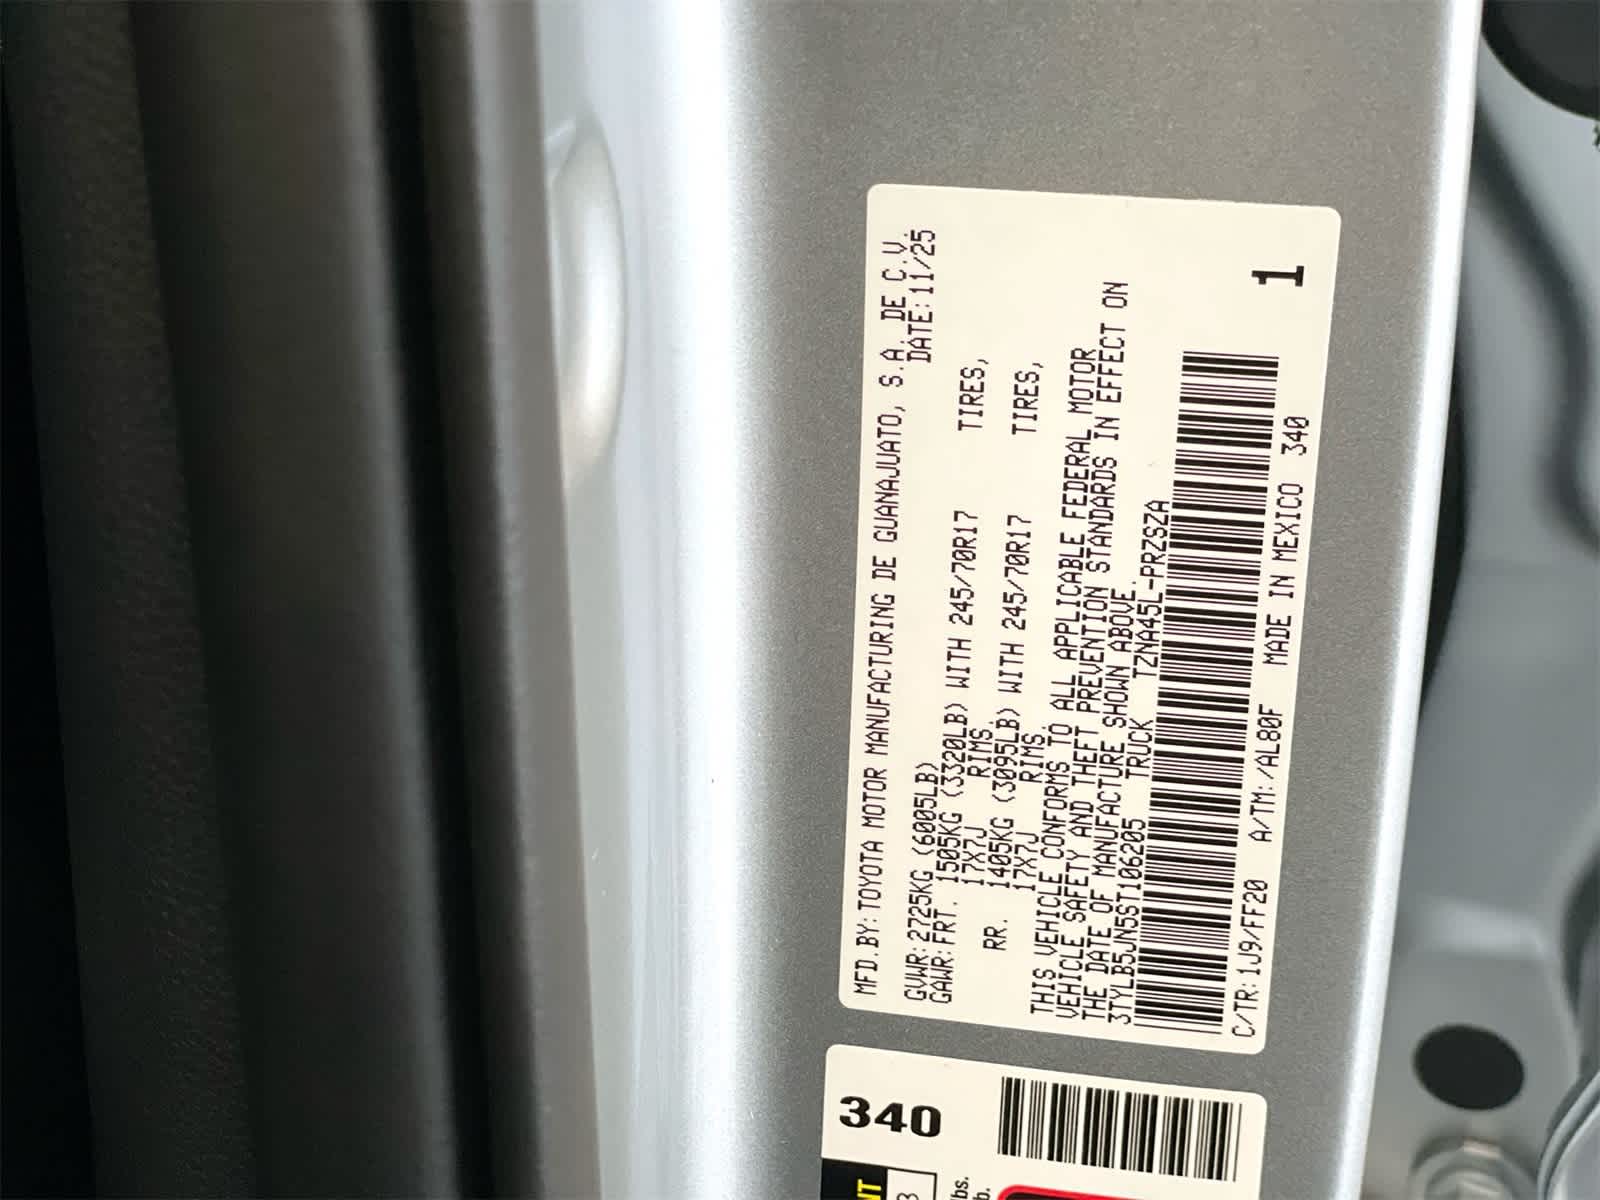 MFD.BY:TOYOTA MOTOR MANUFACTURING DE GUANAJUATO, S.A. DE C.V.
DATE:11/25
GVWR:2725KG (6005LB)
GAWR:FRT. 1505KG (3320LB) WITH 245/70R17 TIRES,
17X7J RIMS.
RR. 1405KG (3095LB) WITH 245/70R17 TIRES,
17X7J RIMS.
THIS VEHICLE CONFORMS TO ALL APPLICABLE FEDERAL MOTOR
VEHICLE SAFETY AND THEFT PREVENTION STANDARDS IN EFFECT ON
THE DATE OF MANUFACTURE SHOWN ABOVE.
3TYLB5JN5ST106205 TRUCK TZNA45L-PRZSZA
C/TR:1J9/FF20 A/TM:/AL80F MADE IN MEXICO 340
1
340